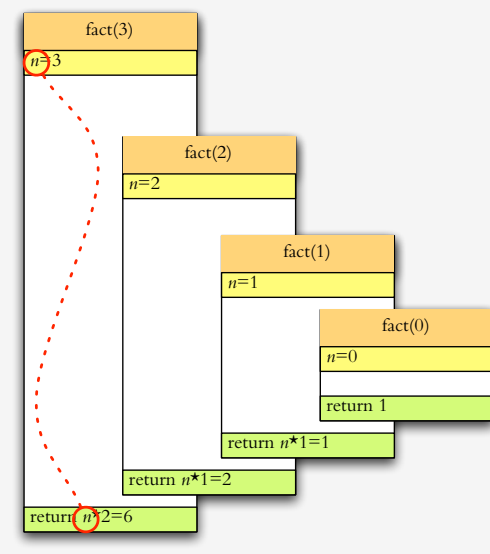 fact(3)
n=3
fact(2)
n=2
fact(1)
n=1
fact(0)
n=0
return 1
return n★1=1
return n★1=2
return n★2=6